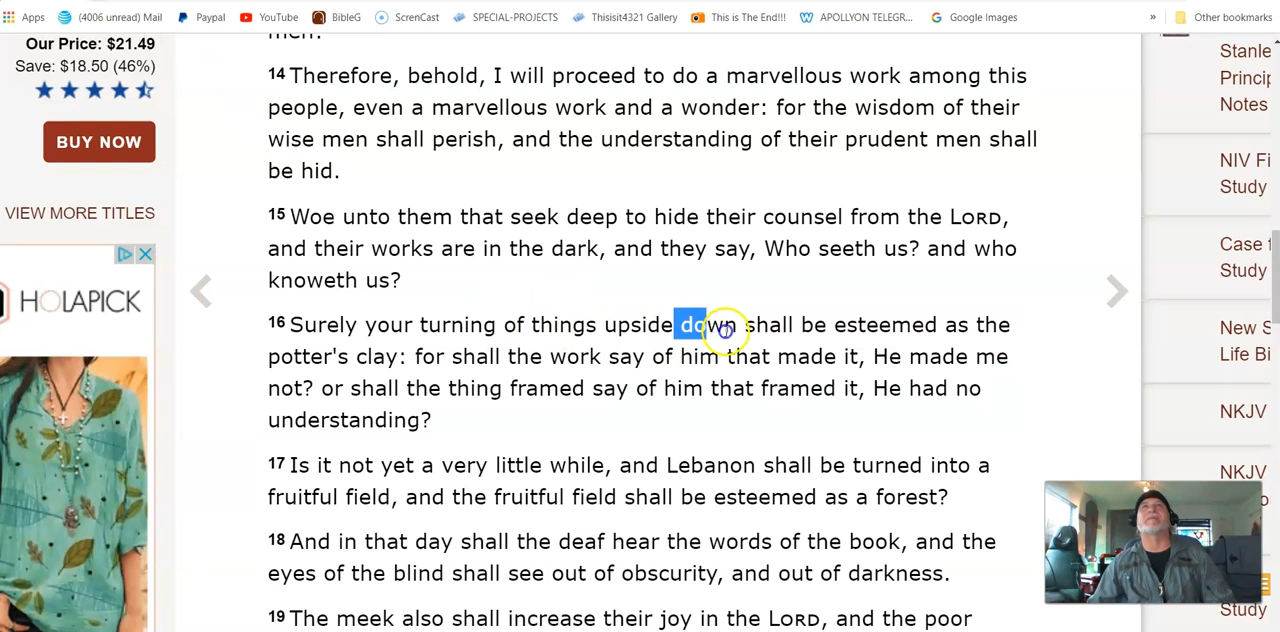 Apps
(4006 unread) Mail
Paypal
YouTube
BibleG
ScrenCast
SPECIAL-PROJECTS
Thisisit4321 Gallery
This is The End!!!
APOLLYON TELEGR...
Google Images
»
Other bookmarks
Our Price: $21.49
Save: $18.50 (46%)
BUY NOW
VIEW MORE TITLES
HOLAPICK
men:
14 Therefore, behold, I will proceed to do a marvellous work among this
people, even a marvellous work and a wonder: for the wisdom of their
wise men shall perish, and the understanding of their prudent men shall
be hid.
15 Woe unto them that seek deep to hide their counsel from the LORD,
and their works are in the dark, and they say, Who seeth us? and who
knoweth us?
16 Surely your turning of things upside down shall be esteemed as the
potter's clay: for shall the work say of him that made it, He made me
not? or shall the thing framed say of him that framed it, He had no
understanding?
17 Is it not yet a very little while, and Lebanon shall be turned into a
fruitful field, and the fruitful field shall be esteemed as a forest?
18 And in that day shall the deaf hear the words of the book, and the
eyes of the blind shall see out of obscurity, and out of darkness.
19 The meek also shall increase their joy in the LORD, and the poor
Stanle
Princip
Notes
NIV Fi
Study
Case f
Study
New S
Life Bi
NKJV
NKJV
Study